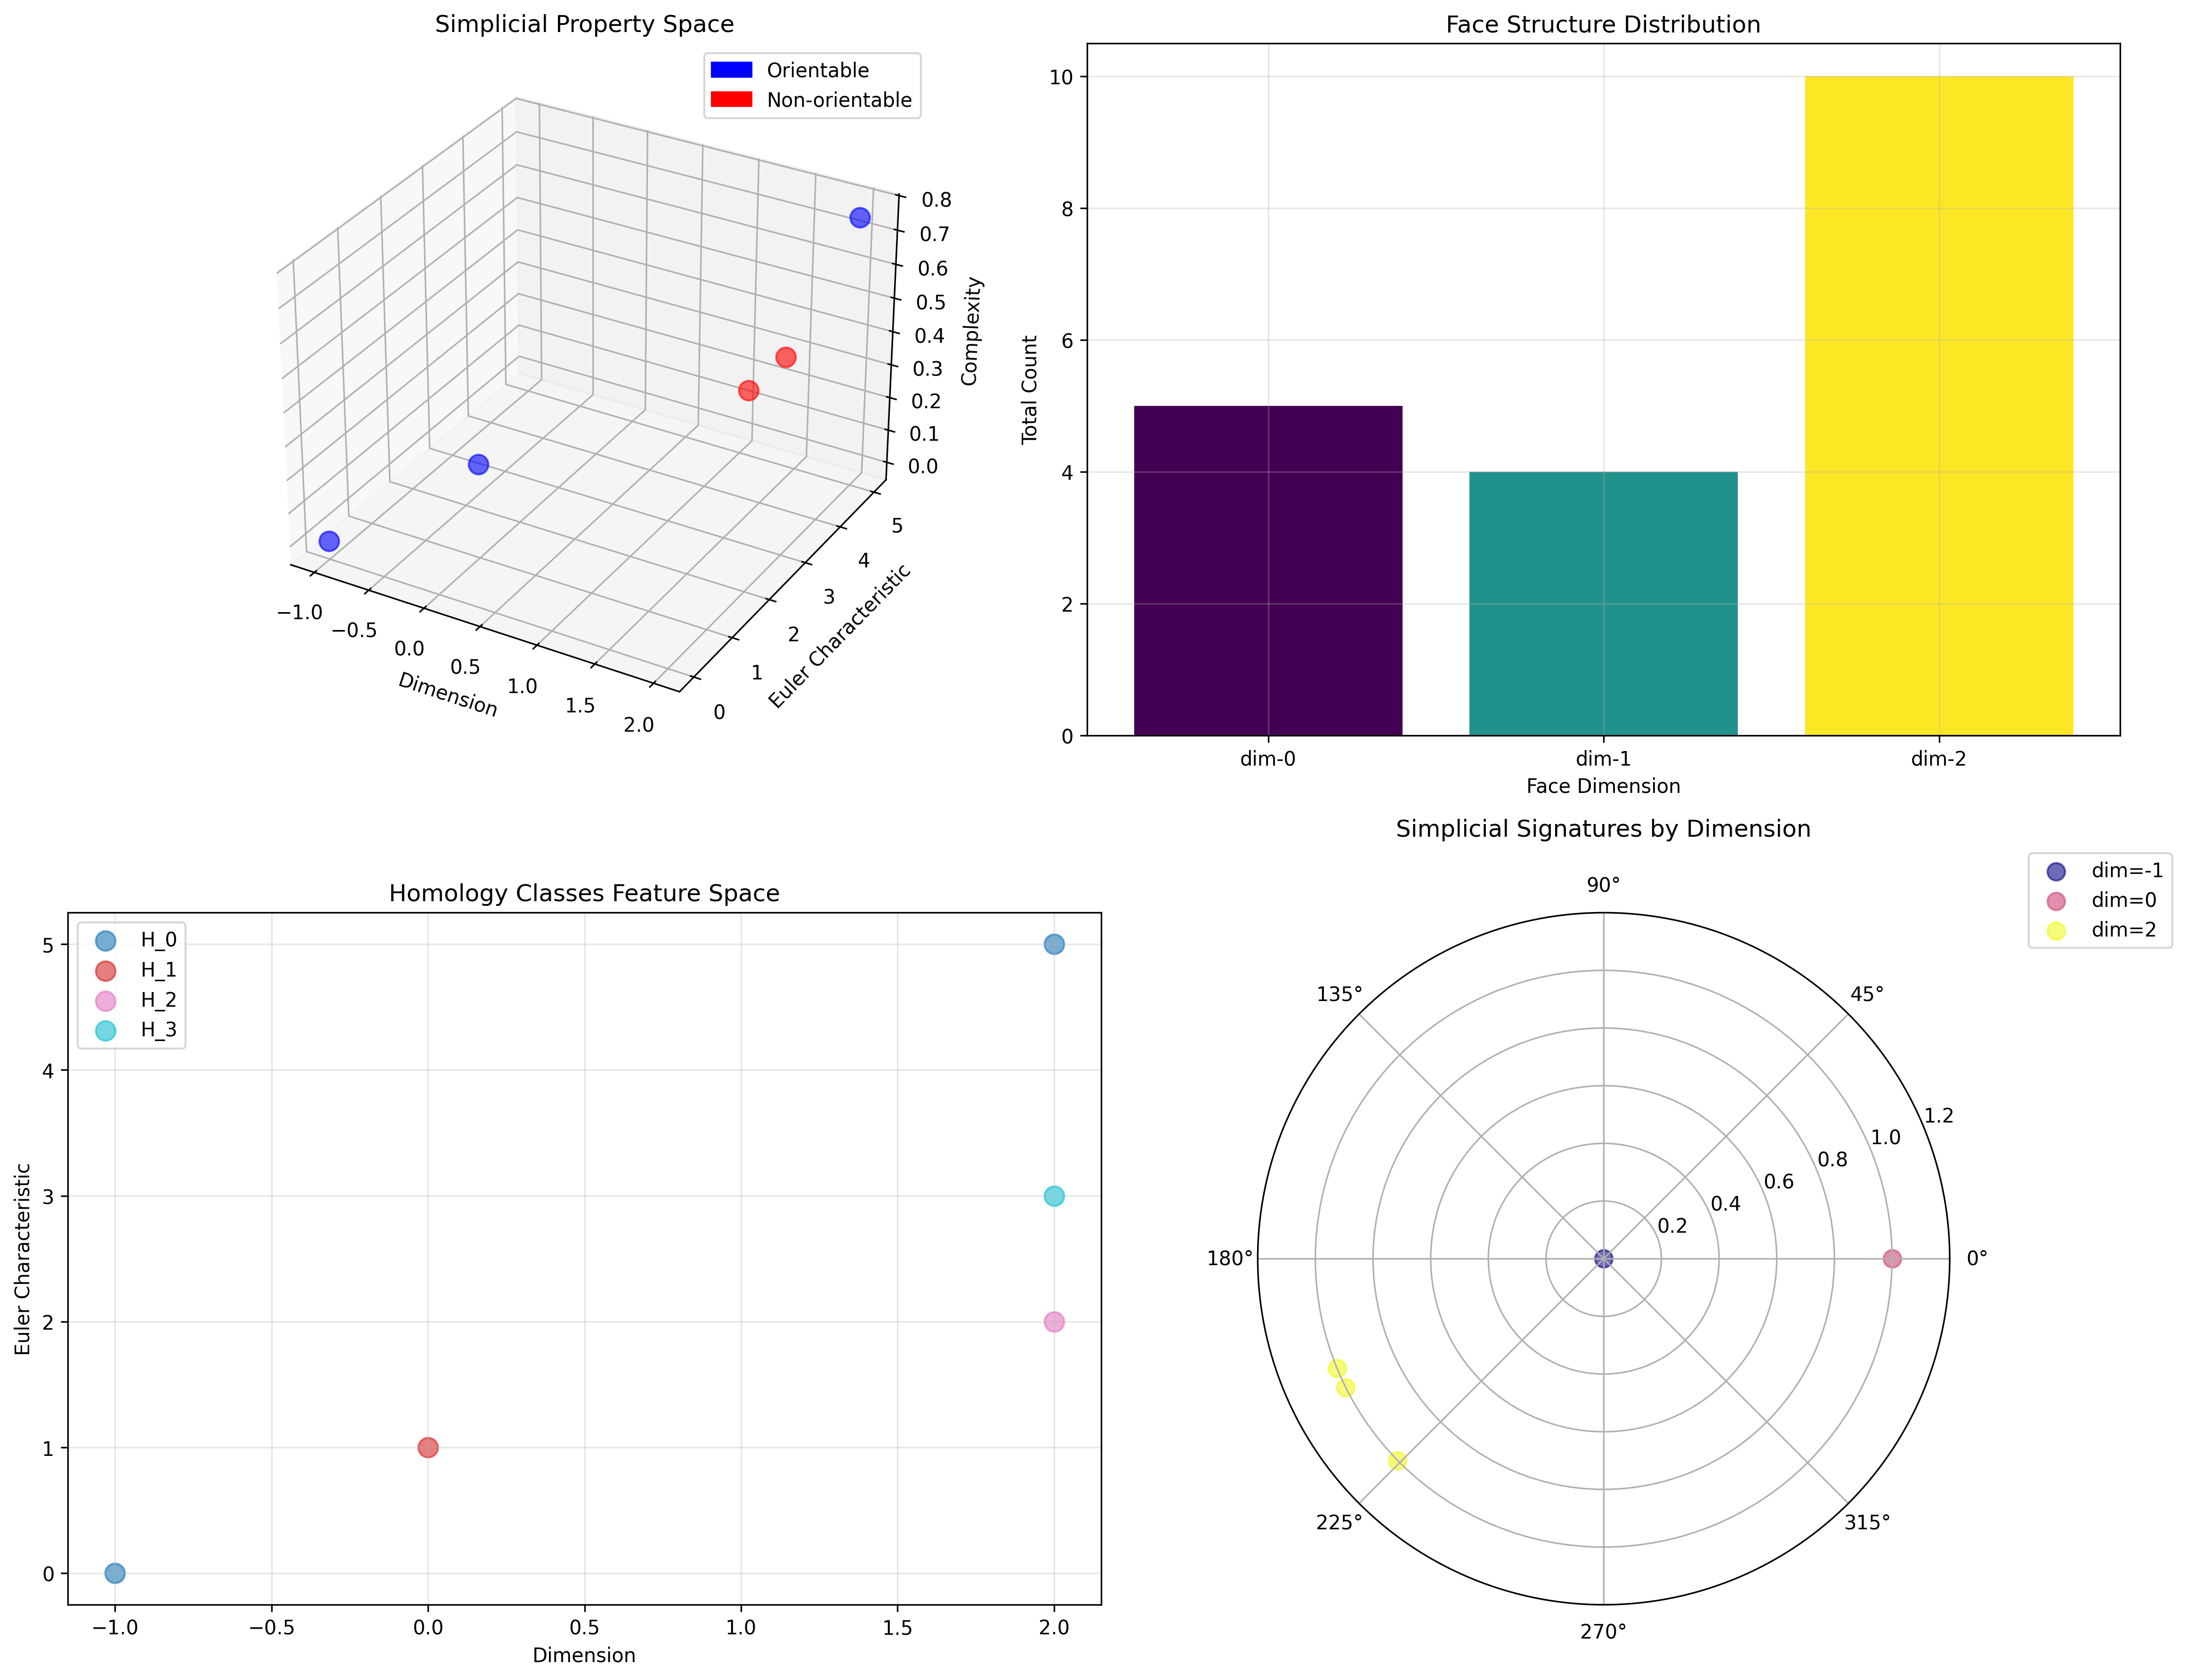 Simplicial Property Space
Orientable
Non-orientable
0.8
0.7
0.6
0.5
0.4
0.3
0.2
0.1
0.0
Complexity
5
4
3
2
1
0
Euler Characteristic
−1.0
−0.5
0.0
0.5
1.0
1.5
2.0
Dimension
Face Structure Distribution
10
8
6
4
2
0
Total Count
dim-0 dim-1 dim-2
Face Dimension
Homology Classes Feature Space
H_0
H_1
H_2
H_3
5
4
3
2
1
0
Euler Characteristic
−1.0 −0.5 0.0 0.5 1.0 1.5 2.0
Dimension
Simplicial Signatures by Dimension
dim=-1
dim=0
dim=2
90°
135° 45°
1.2
1.0
0.8
0.6
0.4
0.2
180° 0°
225° 315°
270°